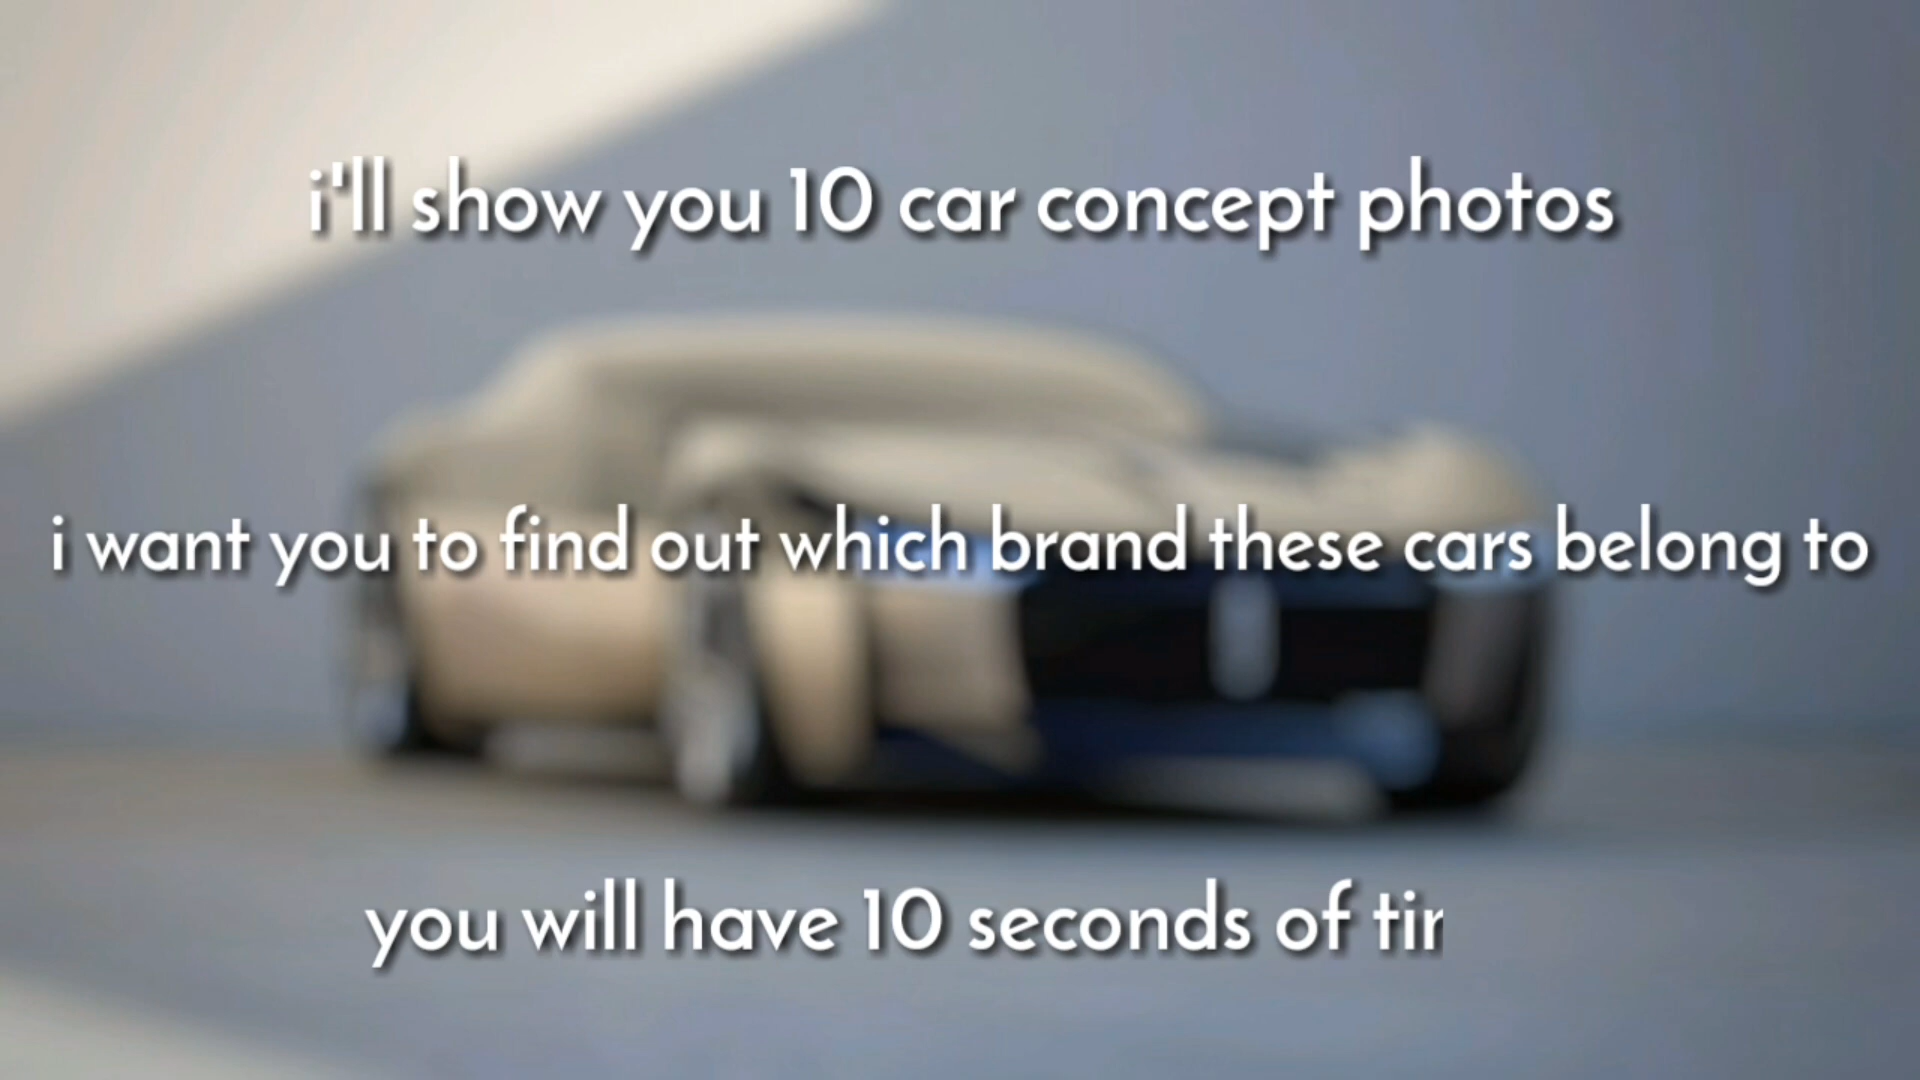 i'll show you 10 car concept photos
i want you to find out which brand these cars belong to
you will have 10 seconds of